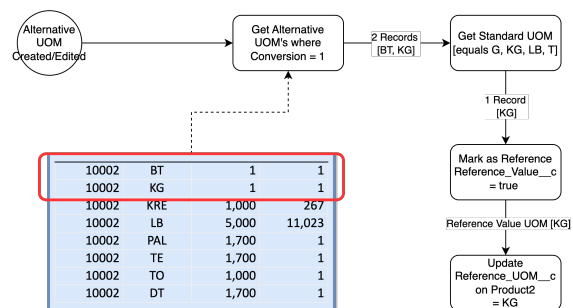 Alternative
UOM
Created/Edited
Get Alternative
UOM's where
Conversion = 1
2 Records
[BT, KG]
Get Standard UOM
[equals G, KG, LB, T]
1 Record
[KG]
Mark as Reference
Reference_Value__c
= true
Reference Value UOM [KG]
Update
Reference_UOM__c
on Product2
= KG
10002 BT 1 1
10002 KG 1 1
10002 KRE 1,000 267
10002 LB 5,000 11,023
10002 PAL 1,700 1
10002 TE 1,700 1
10002 TO 1,000 1
10002 DT 1,700 1